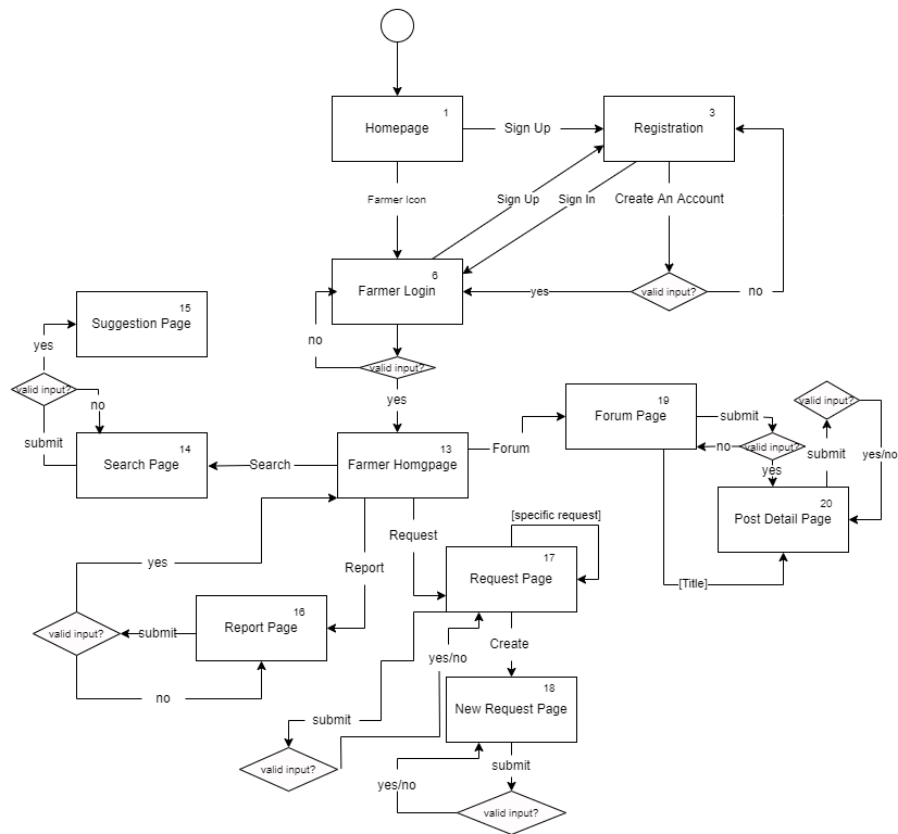 1
Homepage
Sign Up
3
Registration
Farmer Icon
Sign Up
Sign In
Create An Account
6
Farmer Login
yes
valid input?
no
15
Suggestion Page
no
valid input?
yes
valid input?
yes
no
submit
14
Search Page
Search
13
Farmer Homgpage
Forum
19
Forum Page
submit
no
valid input?
yes
valid input?
submit
yes/no
20
Post Detail Page
[Title]
[specific request]
Request
17
Request Page
Report
yes
16
Report Page
submit
valid input?
no
yes/no
Create
18
New Request Page
submit
valid input?
submit
yes/no
valid input?